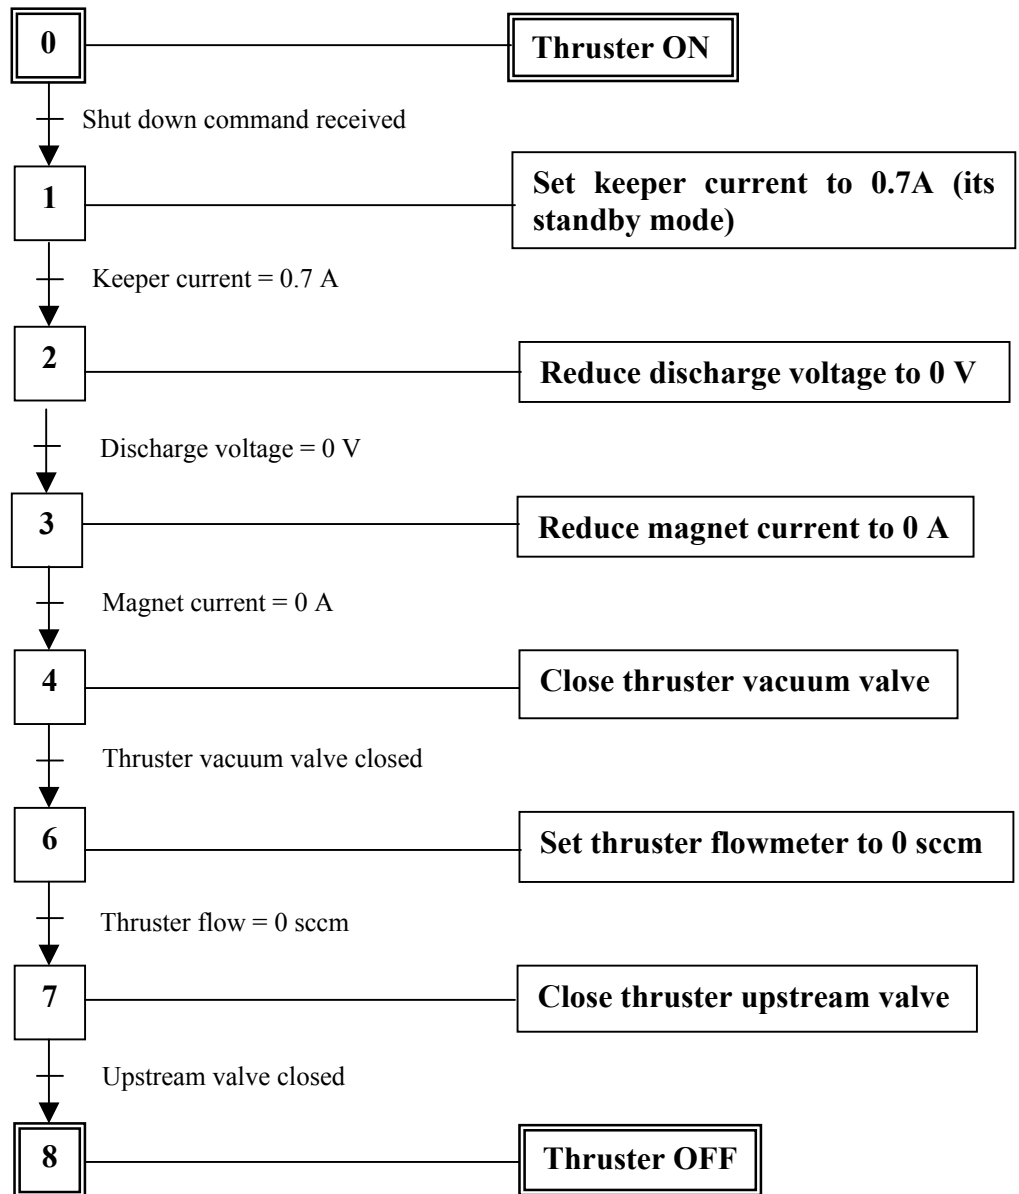 0
Thruster ON
Shut down command received
1
Set keeper current to 0.7A (its
standby mode)
Keeper current = 0.7 A
2
Reduce discharge voltage to 0 V
Discharge voltage = 0 V
3
Reduce magnet current to 0 A
Magnet current = 0 A
4
Close thruster vacuum valve
Thruster vacuum valve closed
6
Set thruster flowmeter to 0 sccm
Thruster flow = 0 sccm
7
Close thruster upstream valve
Upstream valve closed
8
Thruster OFF